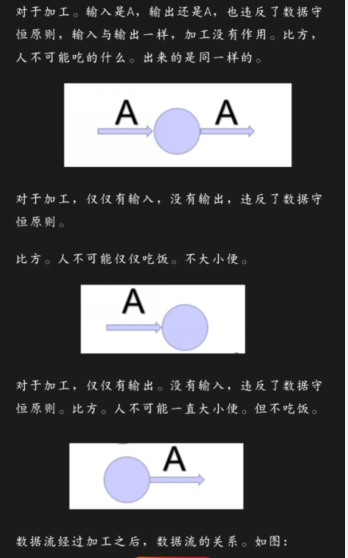 对于加工。输入是A，输出还是A，也违反了数据守
恒原则，输入与输出一样，加工没有作用。比方，
人不可能吃的什么。出来的是同一样的。
A A
对于加工，仅仅有输入，没有输出，违反了数据守
恒原则。
比方。人不可能仅仅吃饭。不大小便。
A
对于加工，仅仅有输出。没有输入，违反了数据守
恒原则。比方。人不可能一直大小便。但不吃饭。
A
数据流经过加工之后，数据流的关系。如图：